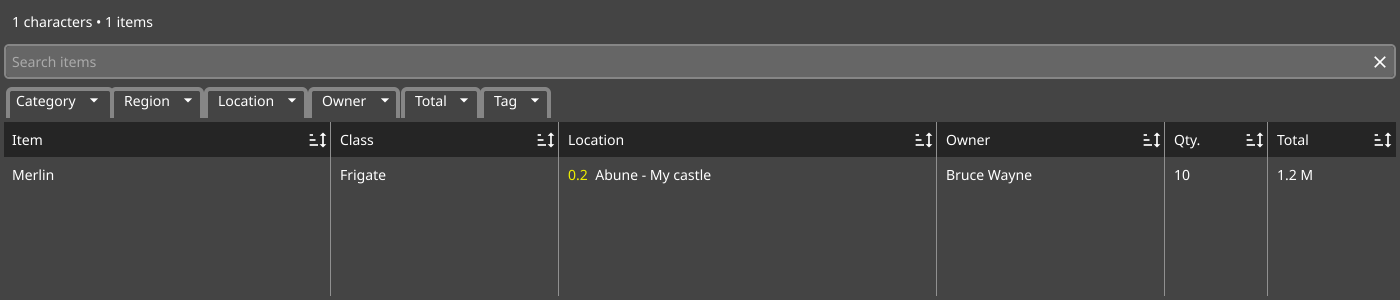 1 characters • 1 items
Search items
Category Region Location Owner Total Tag
Item Class Location Owner Qty. Total
Merlin Frigate 0.2 Abune - My castle Bruce Wayne 10 1.2 M